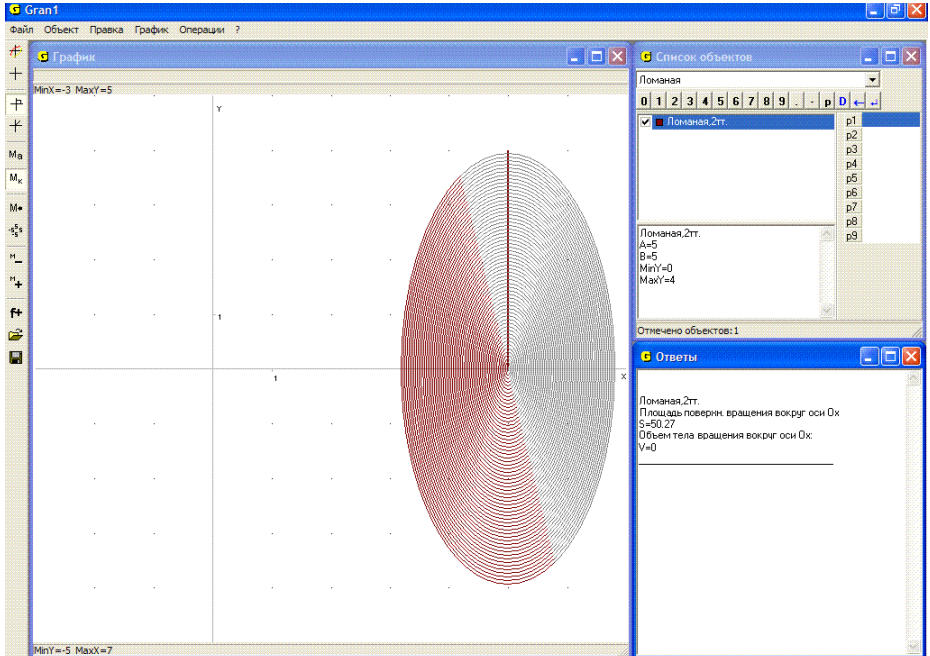 Gran1
Файл Объект Правка График Операции ?
График
MinX=-3 MaxY=5
Y
1
1
X
MinY=-5 MaxX=7
Ma
Mк
M•
M
M
f+
Список объектов
Ломаная
0 1 2 3 4 5 6 7 8 9 . - p D ← ↵
Ломаная,2тт.
p1
p2
p3
p4
p5
p6
p7
p8
p9
Ломаная,2тт.
A=5
B=5
MinY=0
MaxY=4
Отмечено объектов:1
Ответы
Ломаная,2тт.
Площадь поверхн. вращения вокруг оси Ox
S=50.27
Объем тела вращения вокруг оси Ox:
V=0